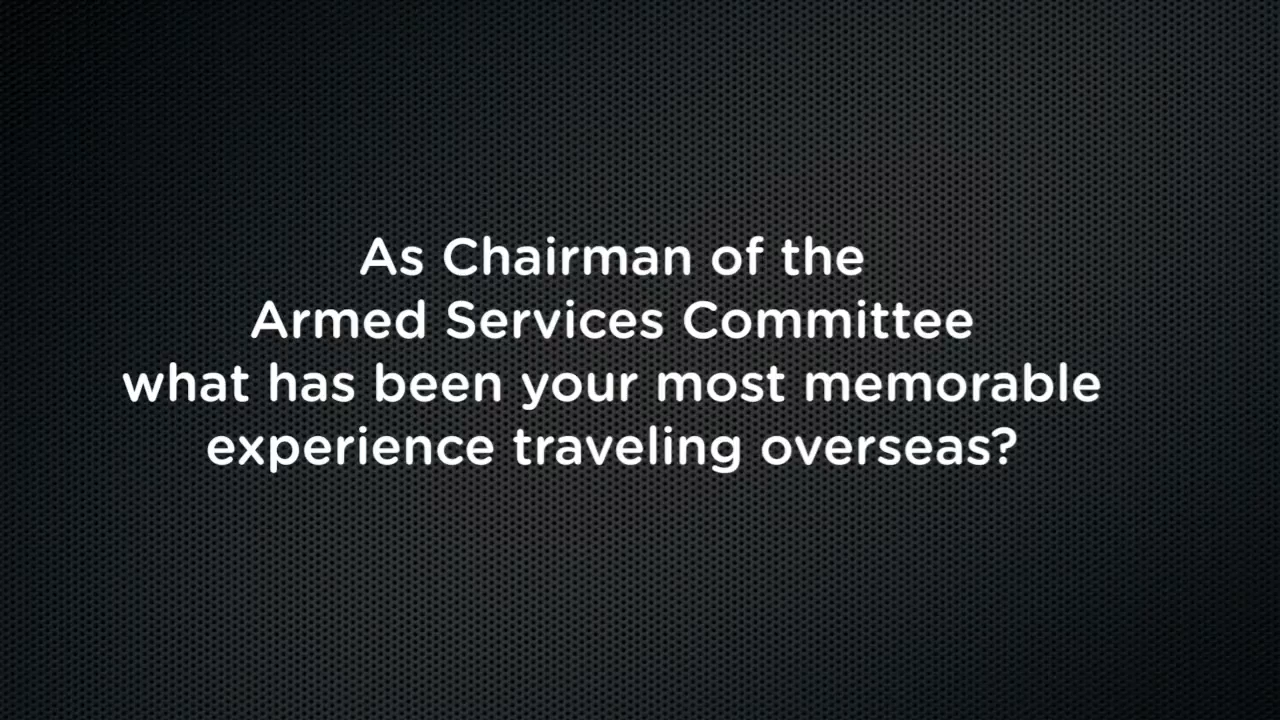 As Chairman of the
Armed Services Committee
what has been your most memorable
experience traveling overseas?